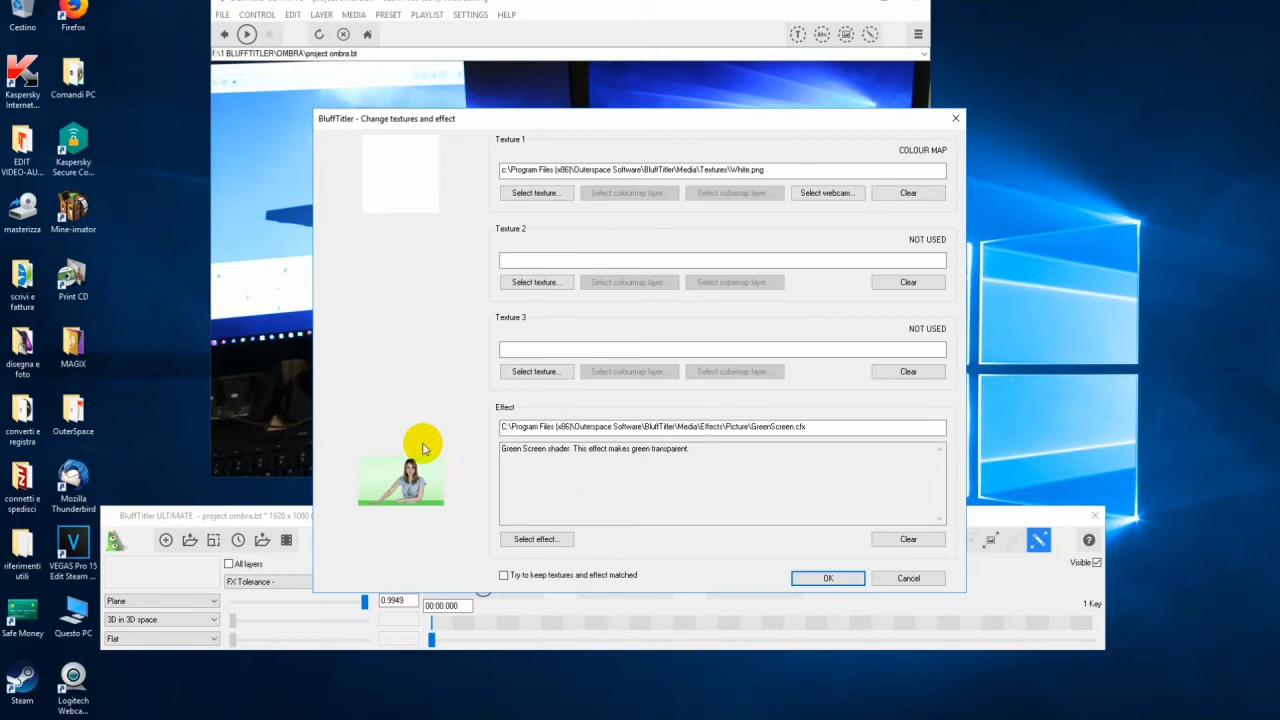 Cestino
Firefox
Kaspersky Internet...
Comandi PC
EDIT VIDEO-AU...
Kaspersky Secure Co...
masterizza
Mine-imator
scrivi e fattura
Print CD
disegna e foto
MAGIX
converti e registra
OuterSpace
connetti e spedisci
Mozilla Thunderbird
riferimenti utili
VEGAS Pro 15 Edit Steam ...
Safe Money
Questo PC
Steam
Logitech Webca...
FILE CONTROL EDIT LAYER MEDIA PRESET PLAYLIST SETTINGS HELP
F:\1 BLUFFTITLER\OMBRA\project ombra.bt
BluffTitler - Change textures and effect
Texture 1
COLOUR MAP
c:\Program Files (x86)\Outerspace Software\BluffTitler\Media\Textures\White.png
Select texture... Select colourmap layer... Select cubemap layer... Select webcam... Clear
Texture 2
NOT USED
Select texture... Select colourmap layer... Select cubemap layer... Clear
Texture 3
NOT USED
Select texture... Select colourmap layer... Select cubemap layer... Clear
Effect
C:\Program Files (x86)\Outerspace Software\BluffTitler\Media\Effects\Picture\GreenScreen.cfx
Green Screen shader. This effect makes green transparent.
Select effect... Clear
Try to keep textures and effect matched
OK Cancel
BluffTitler ULTIMATE - project ombra.bt * 1920 x 1080
All layers
Visible
FX Tolerance -
Plane
0.9949
00:00.000
1 Key
3D in 3D space
Flat